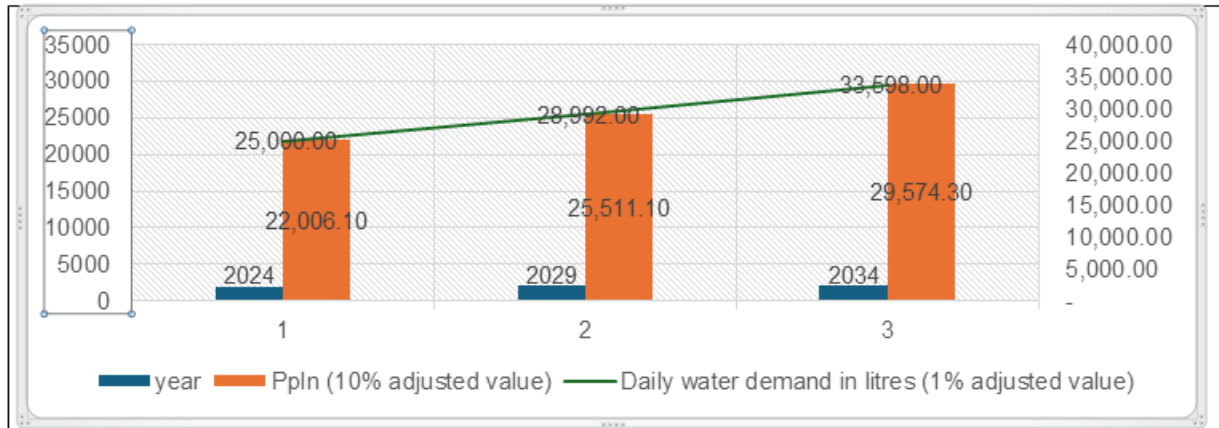 35000 40,000.00
30000 33,598.00 35,000.00
25000 28,992.00 30,000.00
20000 25,000.00 25,000.00
15000 22,006.10 25,511.10 29,574.30 20,000.00
10000 15,000.00
5000 2024 2029 2034 10,000.00
0 5,000.00
-
1 2 3
year Ppln (10% adjusted value) Daily water demand in litres (1% adjusted value)